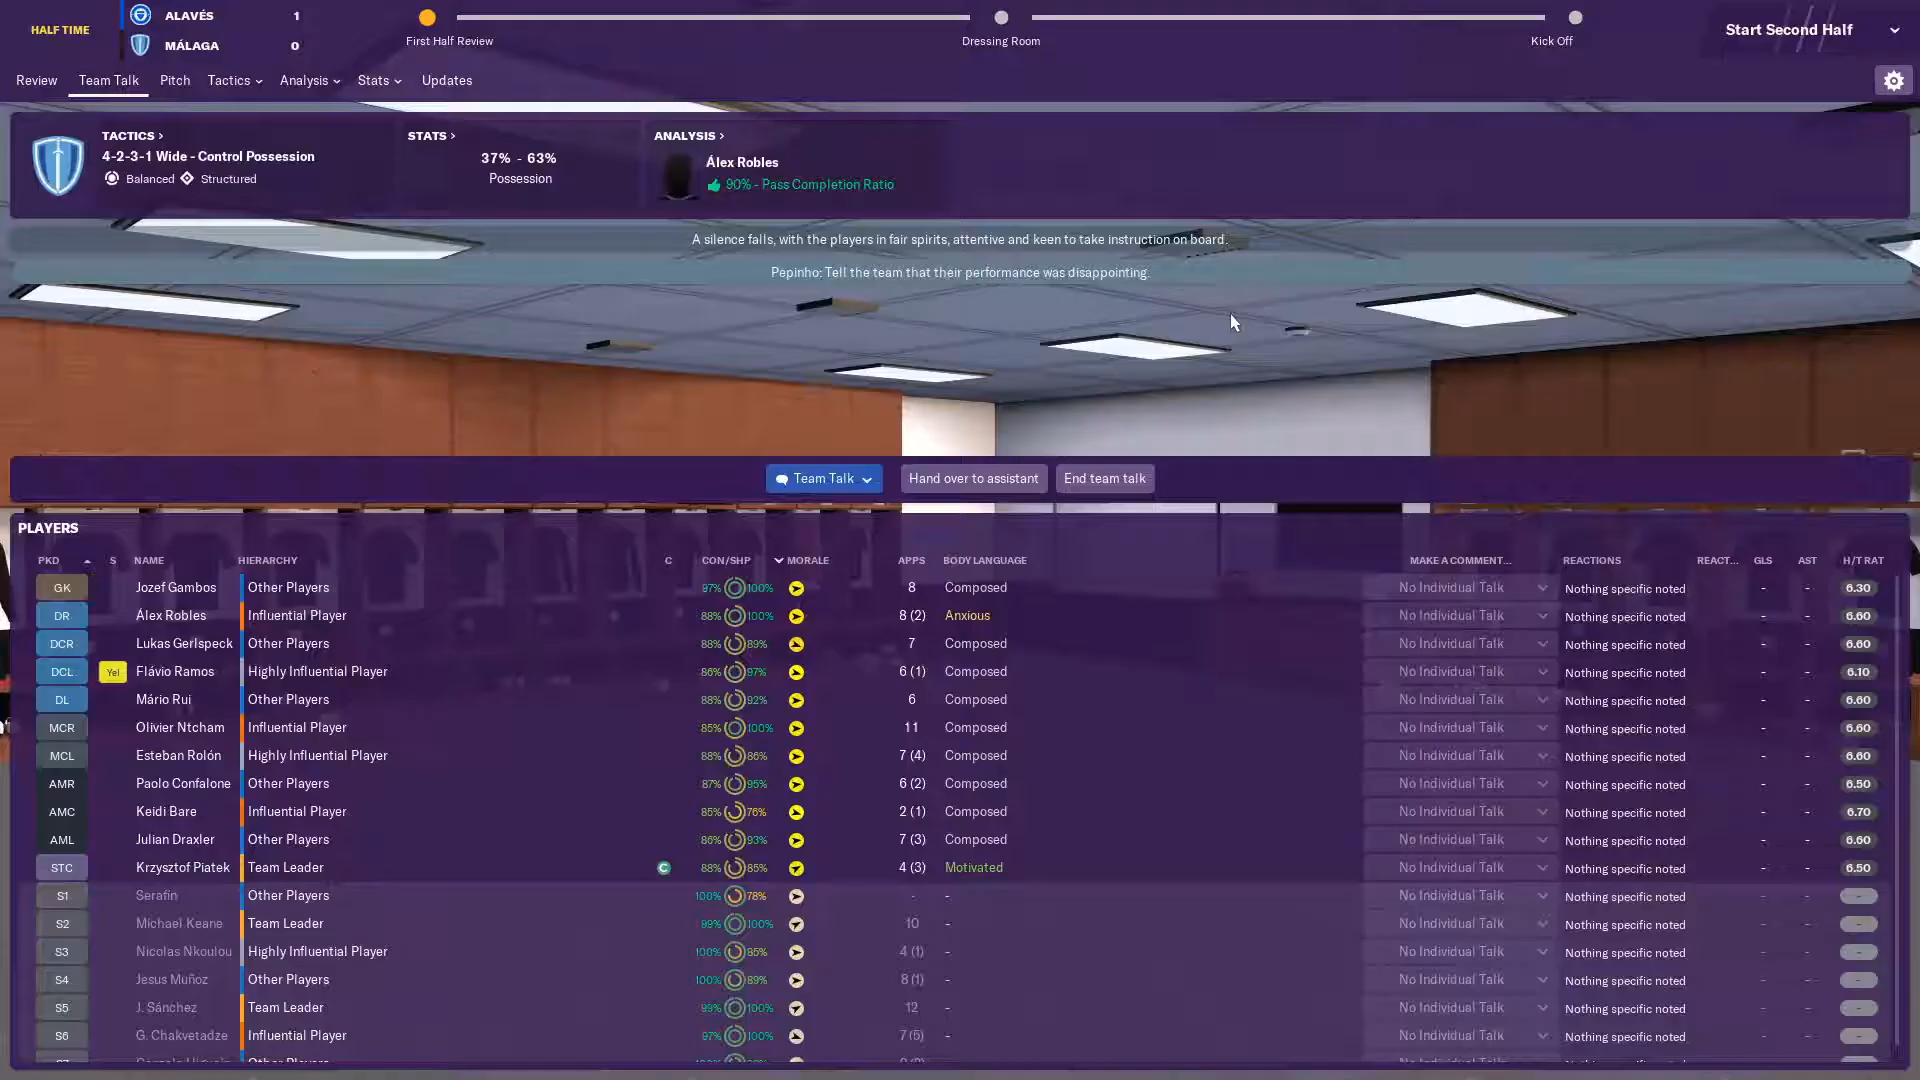 HALF TIME
ALAVÉS 1
MÁLAGA 0
First Half Review
Dressing Room
Kick Off
Start Second Half
Review Team Talk Pitch Tactics Analysis Stats Updates
TACTICS >
4-2-3-1 Wide - Control Possession
Balanced Structured
STATS >
37% - 63%
Possession
ANALYSIS >
Álex Robles
90% - Pass Completion Ratio
A silence falls, with the players in fair spirits, attentive and keen to take instruction on board.
Pepinho: Tell the team that their performance was disappointing.
Team Talk Hand over to assistant End team talk
PLAYERS
PKD S NAME HIERARCHY C CON/SHP MORALE APPS BODY LANGUAGE MAKE A COMMENT... REACTIONS REACT... GLS AST H/T RAT
GK Jozef Gambos Other Players 97% 100% 8 Composed No Individual Talk Nothing specific noted - - 6.30
DR Álex Robles Influential Player 88% 100% 8 (2) Anxious No Individual Talk Nothing specific noted - - 6.60
DCR Lukas Gerlspeck Other Players 88% 89% 7 Composed No Individual Talk Nothing specific noted - - 6.60
DCL Yel Flávio Ramos Highly Influential Player 86% 97% 6 (1) Composed No Individual Talk Nothing specific noted - - 6.10
DL Mário Rui Other Players 88% 92% 6 Composed No Individual Talk Nothing specific noted - - 6.60
MCR Olivier Ntcham Influential Player 85% 100% 11 Composed No Individual Talk Nothing specific noted - - 6.60
MCL Esteban Rolón Highly Influential Player 88% 86% 7 (4) Composed No Individual Talk Nothing specific noted - - 6.60
AMR Paolo Confalone Other Players 87% 95% 6 (2) Composed No Individual Talk Nothing specific noted - - 6.50
AMC Keidi Bare Influential Player 85% 76% 2 (1) Composed No Individual Talk Nothing specific noted - - 6.70
AML Julian Draxler Other Players 86% 93% 7 (3) Composed No Individual Talk Nothing specific noted - - 6.60
STC Krzysztof Piatek Team Leader C 88% 85% 4 (3) Motivated No Individual Talk Nothing specific noted - - 6.50
S1 Serafín Other Players 100% 78% - - No Individual Talk Nothing specific noted - - -
S2 Michael Keane Team Leader 99% 100% 10 - No Individual Talk Nothing specific noted - - -
S3 Nicolas Nkoulou Highly Influential Player 100% 85% 4 (1) - No Individual Talk Nothing specific noted - - -
S4 Jesus Muñoz Other Players 100% 89% 8 (1) - No Individual Talk Nothing specific noted - - -
S5 J. Sánchez Team Leader 99% 100% 12 - No Individual Talk Nothing specific noted - - -
S6 G. Chakvetadze Influential Player 97% 100% 7 (5) - No Individual Talk Nothing specific noted - - -